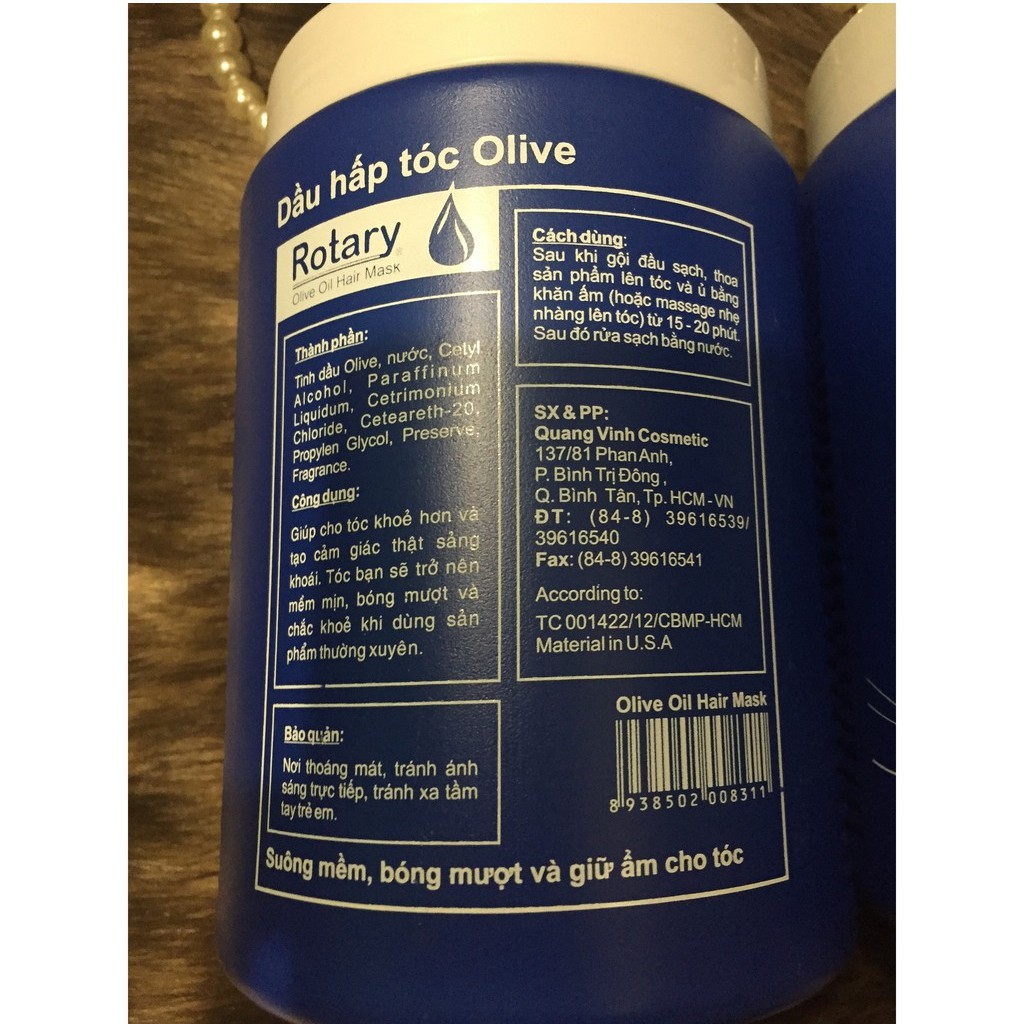 Dầu hấp tóc Olive
Rotary
Olive Oil Hair Mask
Thành phần:
Tinh dầu Olive, nước, Cetyl
Alcohol, Paraffinum
Liquidum, Cetrimonium
Chloride, Ceteareth-20,
Propylen Glycol, Preserve,
Fragrance.
Công dụng:
Giúp cho tóc khoẻ hơn và
tạo cảm giác thật sảng
khoái. Tóc bạn sẽ trở nên
mềm mịn, bóng mượt và
chắc khoẻ khi dùng sản
phẩm thường xuyên.
Bảo quản:
Nơi thoáng mát, tránh ánh
sáng trực tiếp, tránh xa tầm
tay trẻ em.
Cách dùng:
Sau khi gội đầu sạch, thoa
sản phẩm lên tóc và ủ bằng
khăn ấm (hoặc massage nhẹ
nhàng lên tóc) từ 15 - 20 phút.
Sau đó rửa sạch bằng nước.
SX & PP:
Quang Vinh Cosmetic
137/81 Phan Anh,
P. Bình Trị Đông,
Q. Bình Tân, Tp. HCM - VN
ĐT: (84-8) 39616539/
39616540
Fax: (84-8) 39616541
According to:
TC 001422/12/CBMP-HCM
Material in U.S.A
Olive Oil Hair Mask
8 938502 008311
Suông mềm, bóng mượt và giữ ẩm cho tóc